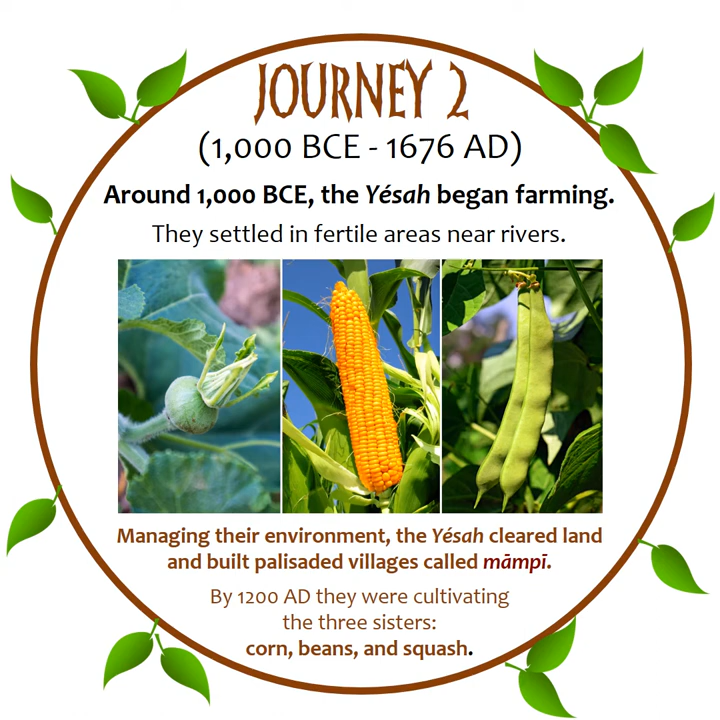 JOURNEY 2
(1,000 BCE - 1676 AD)
Around 1,000 BCE, the Yésah began farming.
They settled in fertile areas near rivers.
Managing their environment, the Yésah cleared land
and built palisaded villages called māmpī.
By 1200 AD they were cultivating
the three sisters:
corn, beans, and squash.